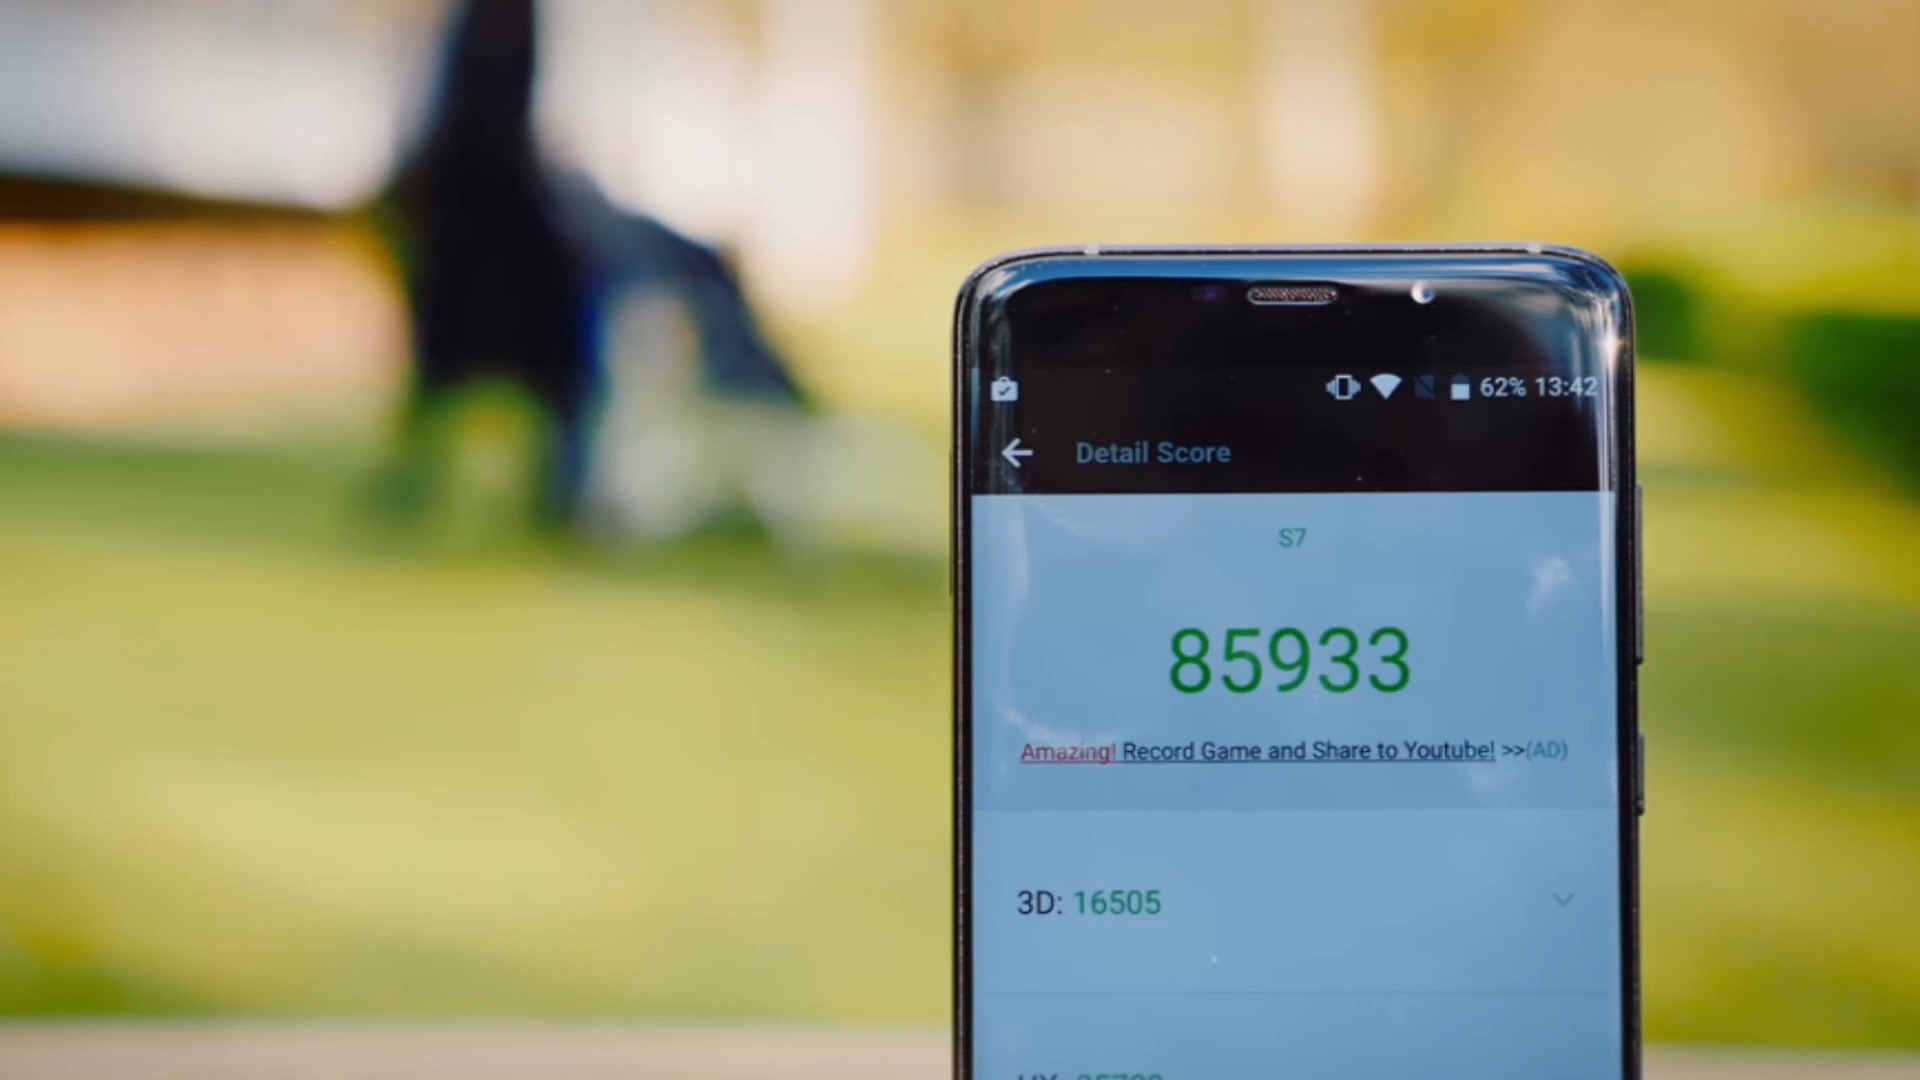 62% 13:42
Detail Score
S7
85933
Amazing! Record Game and Share to Youtube! >>(AD)
3D: 16505